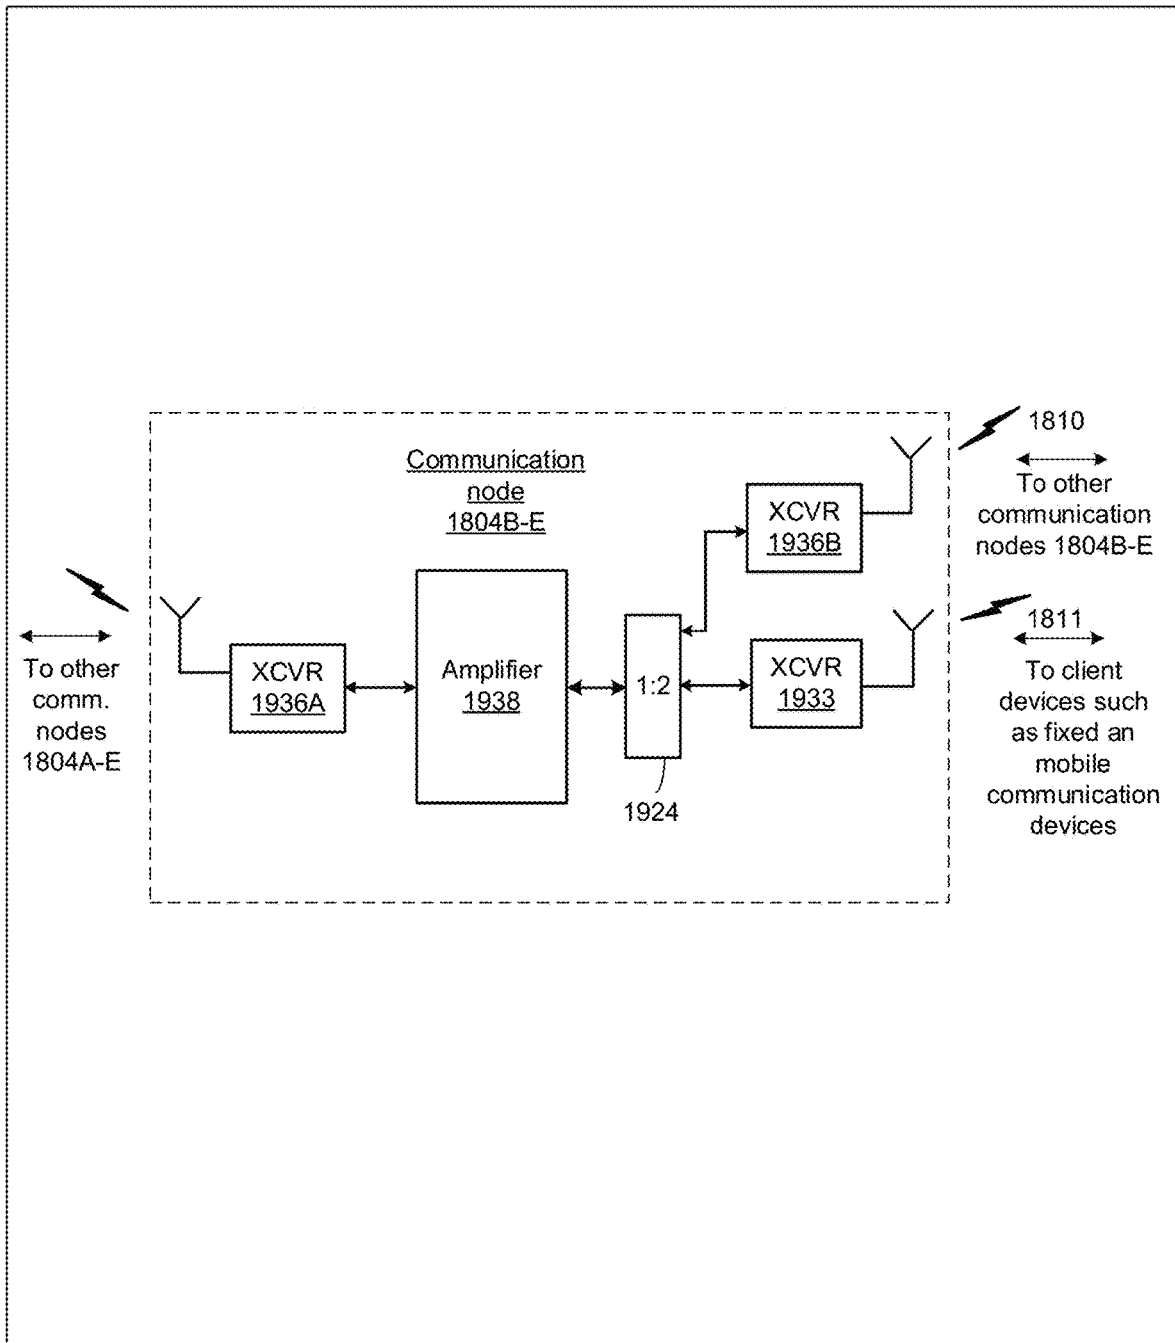 Communication
node
1804B-E
1810
To other
communication
nodes 1804B-E
XCVR
1936B
To other
comm.
nodes
1804A-E
XCVR
1936A
Amplifier
1938
1:2
1924
XCVR
1933
1811
To client
devices such
as fixed an
mobile
communication
devices